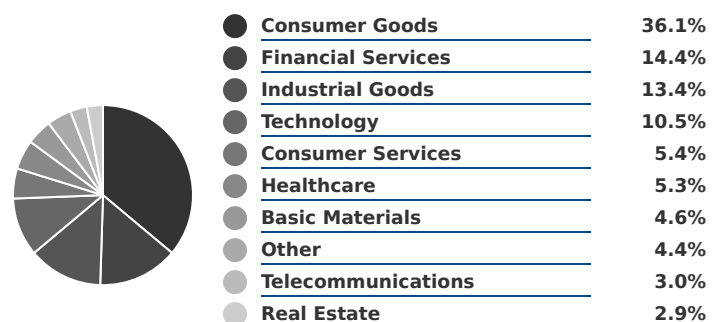 Consumer Goods 36.1%
Financial Services 14.4%
Industrial Goods 13.4%
Technology 10.5%
Consumer Services 5.4%
Healthcare 5.3%
Basic Materials 4.6%
Other 4.4%
Telecommunications 3.0%
Real Estate 2.9%